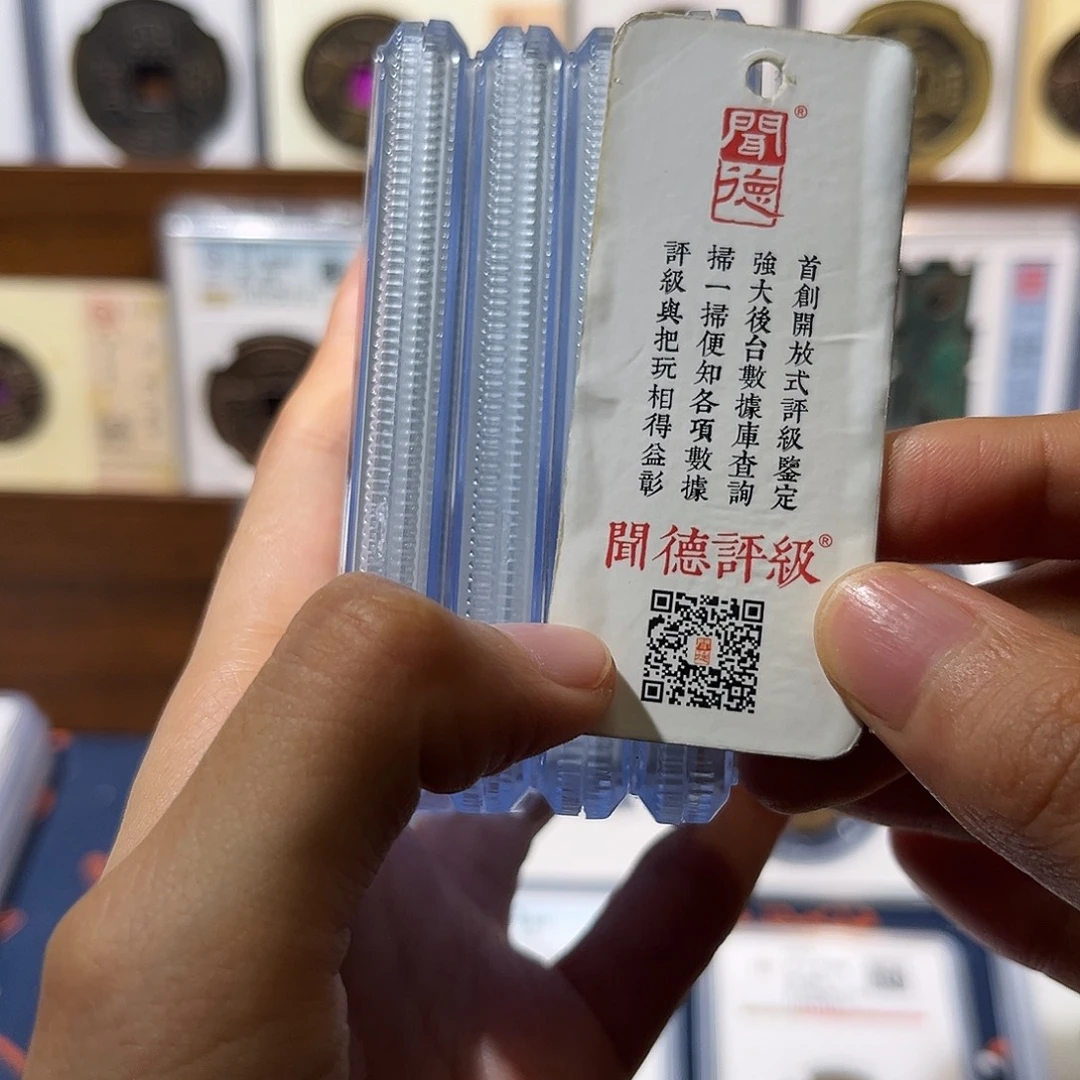 聞德®
首創開放式評級鑒定
強大後台數據庫查詢
掃一掃便知各項數據
評級與把玩相得益彰
聞德評級®